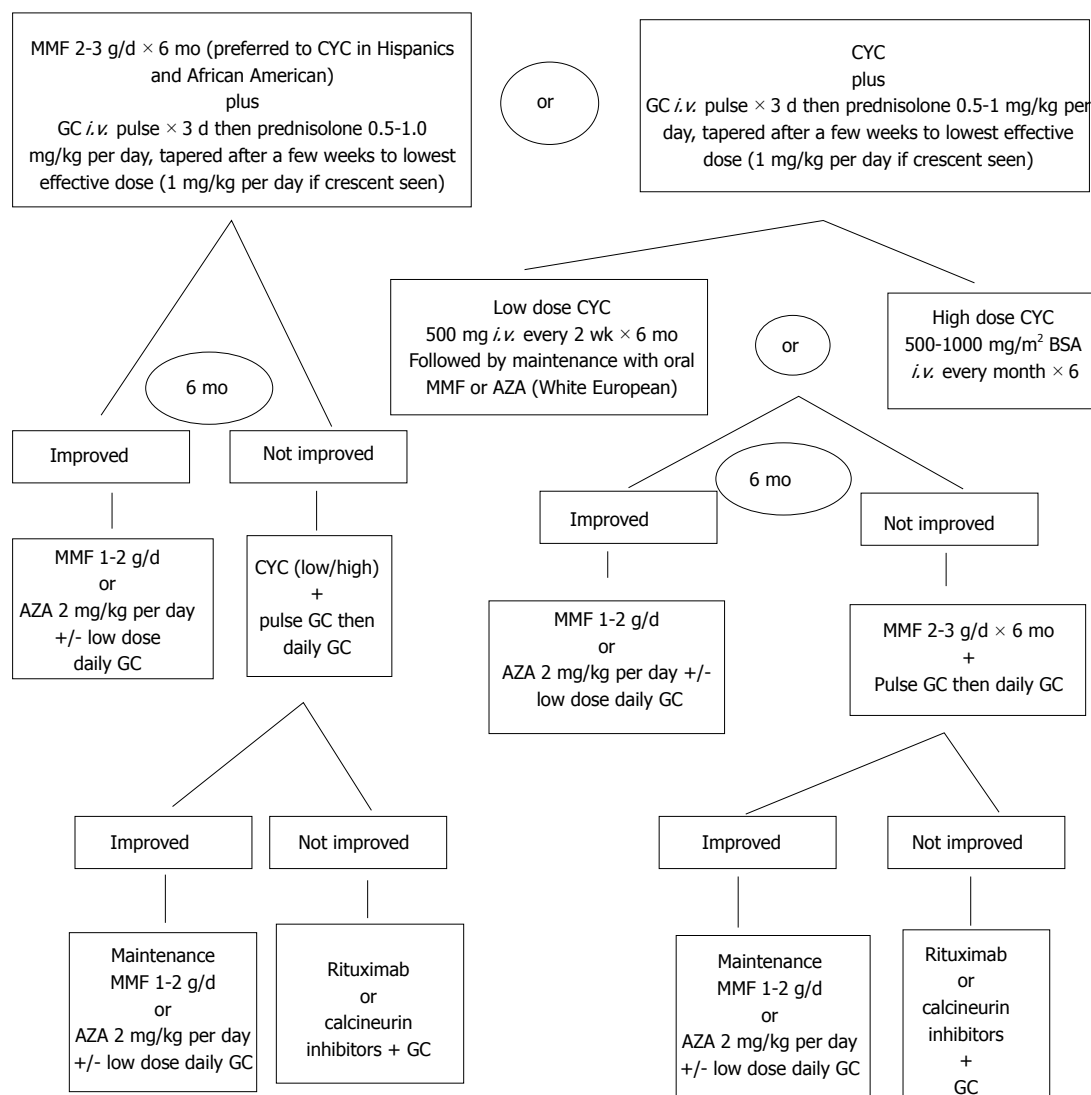 MMF 2-3 g/d × 6 mo (preferred to CYC in Hispanics
and African American)
plus
GC i.v. pulse × 3 d then prednisolone 0.5-1.0
mg/kg per day, tapered after a few weeks to lowest
effective dose (1 mg/kg per day if crescent seen)
or
CYC
plus
GC i.v. pulse × 3 d then prednisolone 0.5-1 mg/kg per
day, tapered after a few weeks to lowest effective
dose (1 mg/kg per day if crescent seen)
Low dose CYC
500 mg i.v. every 2 wk × 6 mo
Followed by maintenance with oral
MMF or AZA (White European)
or
High dose CYC
500-1000 mg/m² BSA
i.v. every month × 6
6 mo
Improved
Not improved
6 mo
Improved
Not improved
MMF 1-2 g/d
or
AZA 2 mg/kg per day
+/- low dose
daily GC
CYC (low/high)
+
pulse GC then
daily GC
MMF 1-2 g/d
or
AZA 2 mg/kg per day +/-
low dose daily GC
MMF 2-3 g/d × 6 mo
+
Pulse GC then daily GC
Improved
Not improved
Improved
Not improved
Maintenance
MMF 1-2 g/d
or
AZA 2 mg/kg per day
+/- low dose daily GC
Rituximab
or
calcineurin
inhibitors + GC
Maintenance
MMF 1-2 g/d
or
AZA 2 mg/kg per day
+/- low dose daily GC
Rituximab
or
calcineurin
inhibitors
+
GC